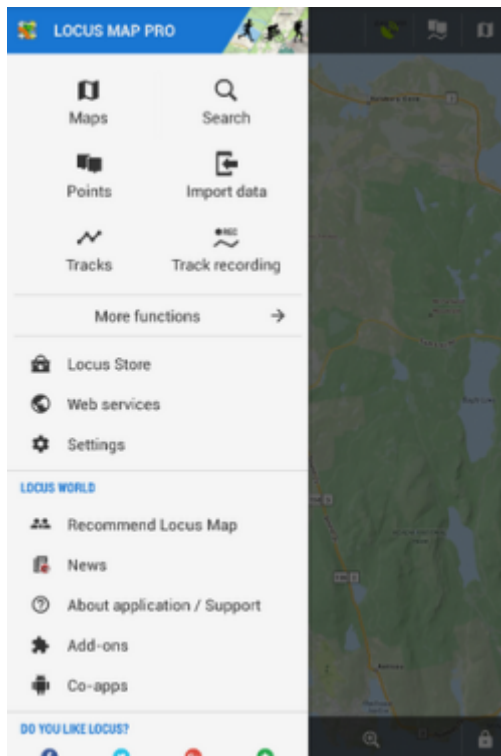 LOCUS MAP PRO
Maps
Search
Points
Import data
REC
Tracks
Track recording
More functions
Locus Store
Web services
Settings
LOCUS WORLD
Recommend Locus Map
News
About application / Support
Add-ons
Co-apps
DO YOU LIKE LOCUS?